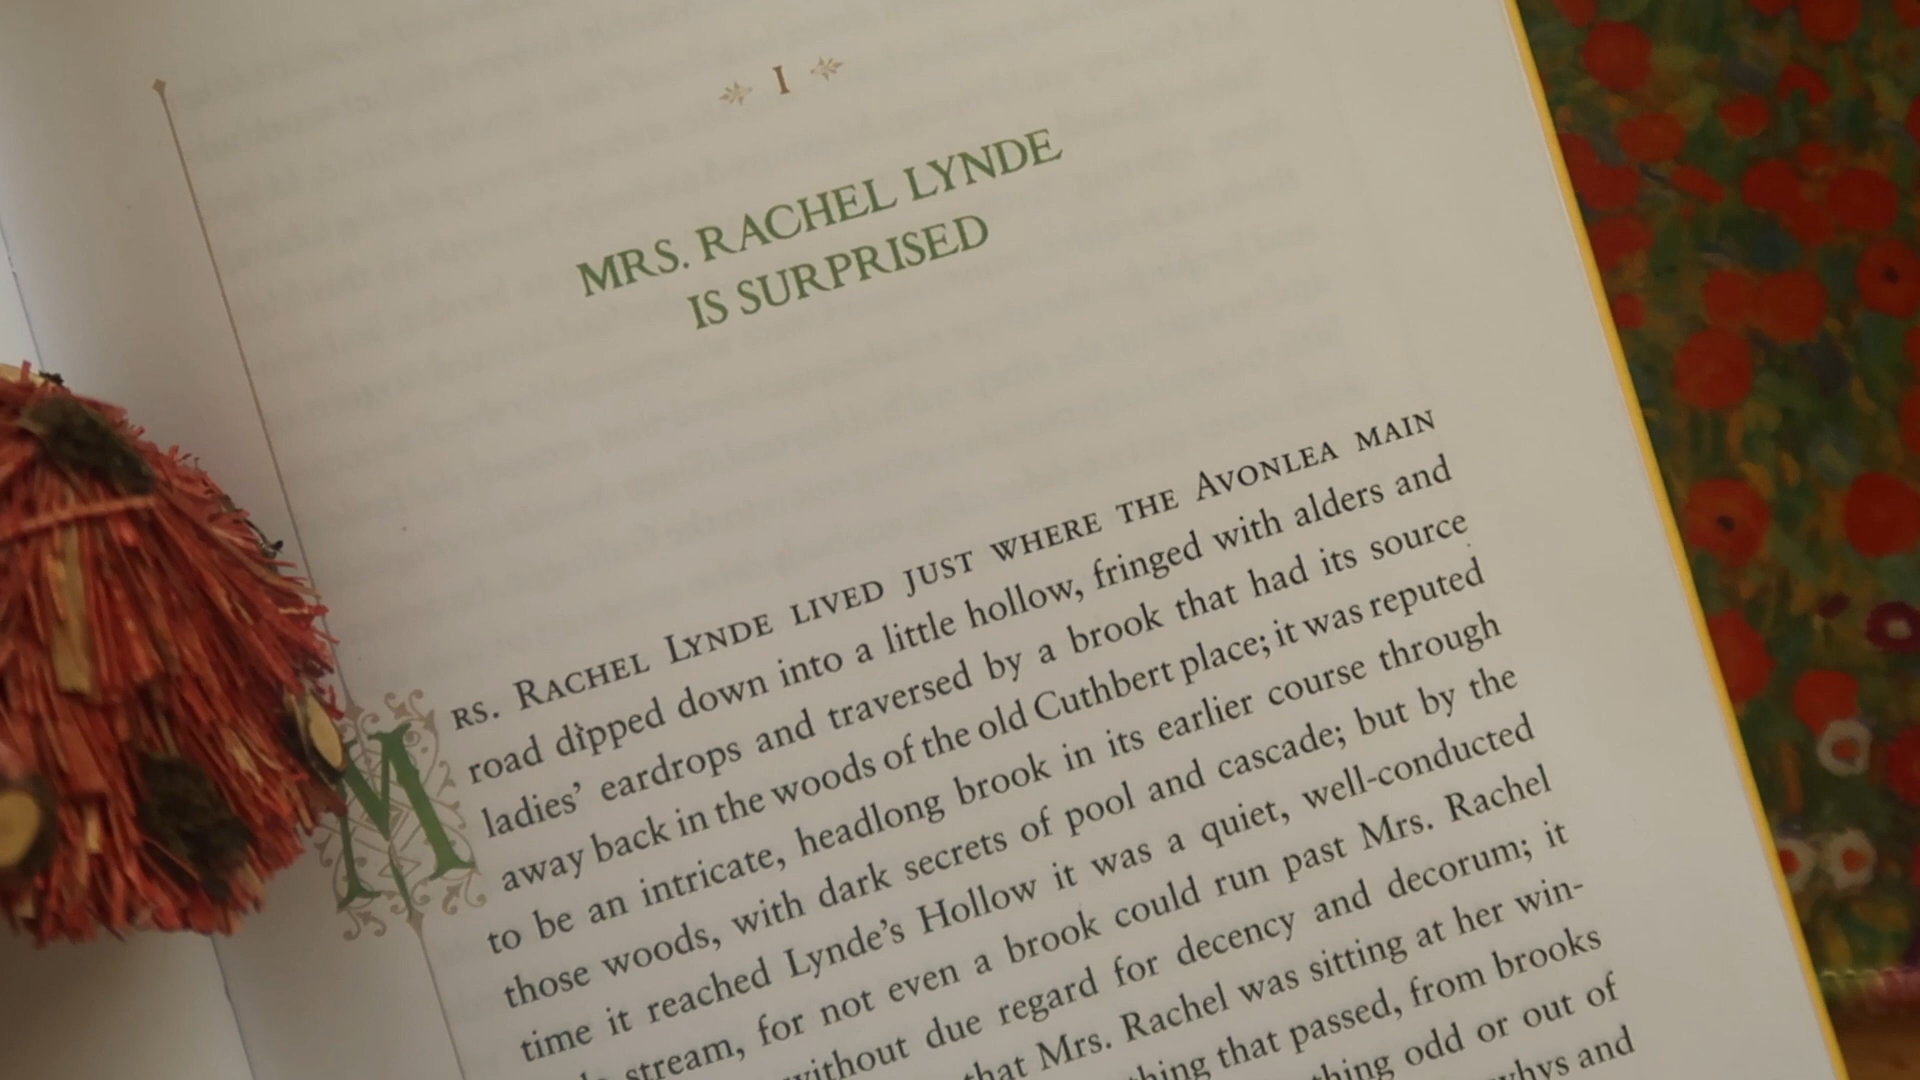 I
MRS. RACHEL LYNDE
IS SURPRISED
MRS. RACHEL LYNDE LIVED JUST WHERE THE AVONLEA MAIN
road dipped down into a little hollow, fringed with alders and
ladies’ eardrops and traversed by a brook that had its source
away back in the woods of the old Cuthbert place; it was reputed
to be an intricate, headlong brook in its earlier course through
those woods, with dark secrets of pool and cascade; but by the
time it reached Lynde’s Hollow it was a quiet, well-conducted
stream, for not even a brook could run past Mrs. Rachel
without due regard for decency and decorum; it
that Mrs. Rachel was sitting at her win-
thing that passed, from brooks
thing odd or out of
whys and